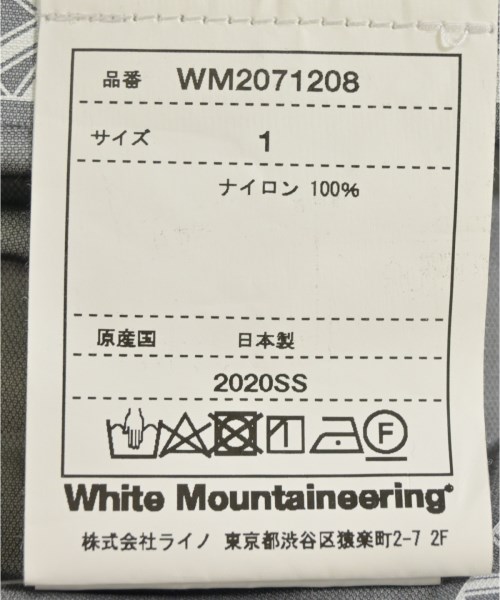 品番 WM2071208
サイズ 1
ナイロン 100%
原産国 日本製
2020SS
F
White Mountaineering®
株式会社ライノ 東京都渋谷区猿楽町2-7 2F